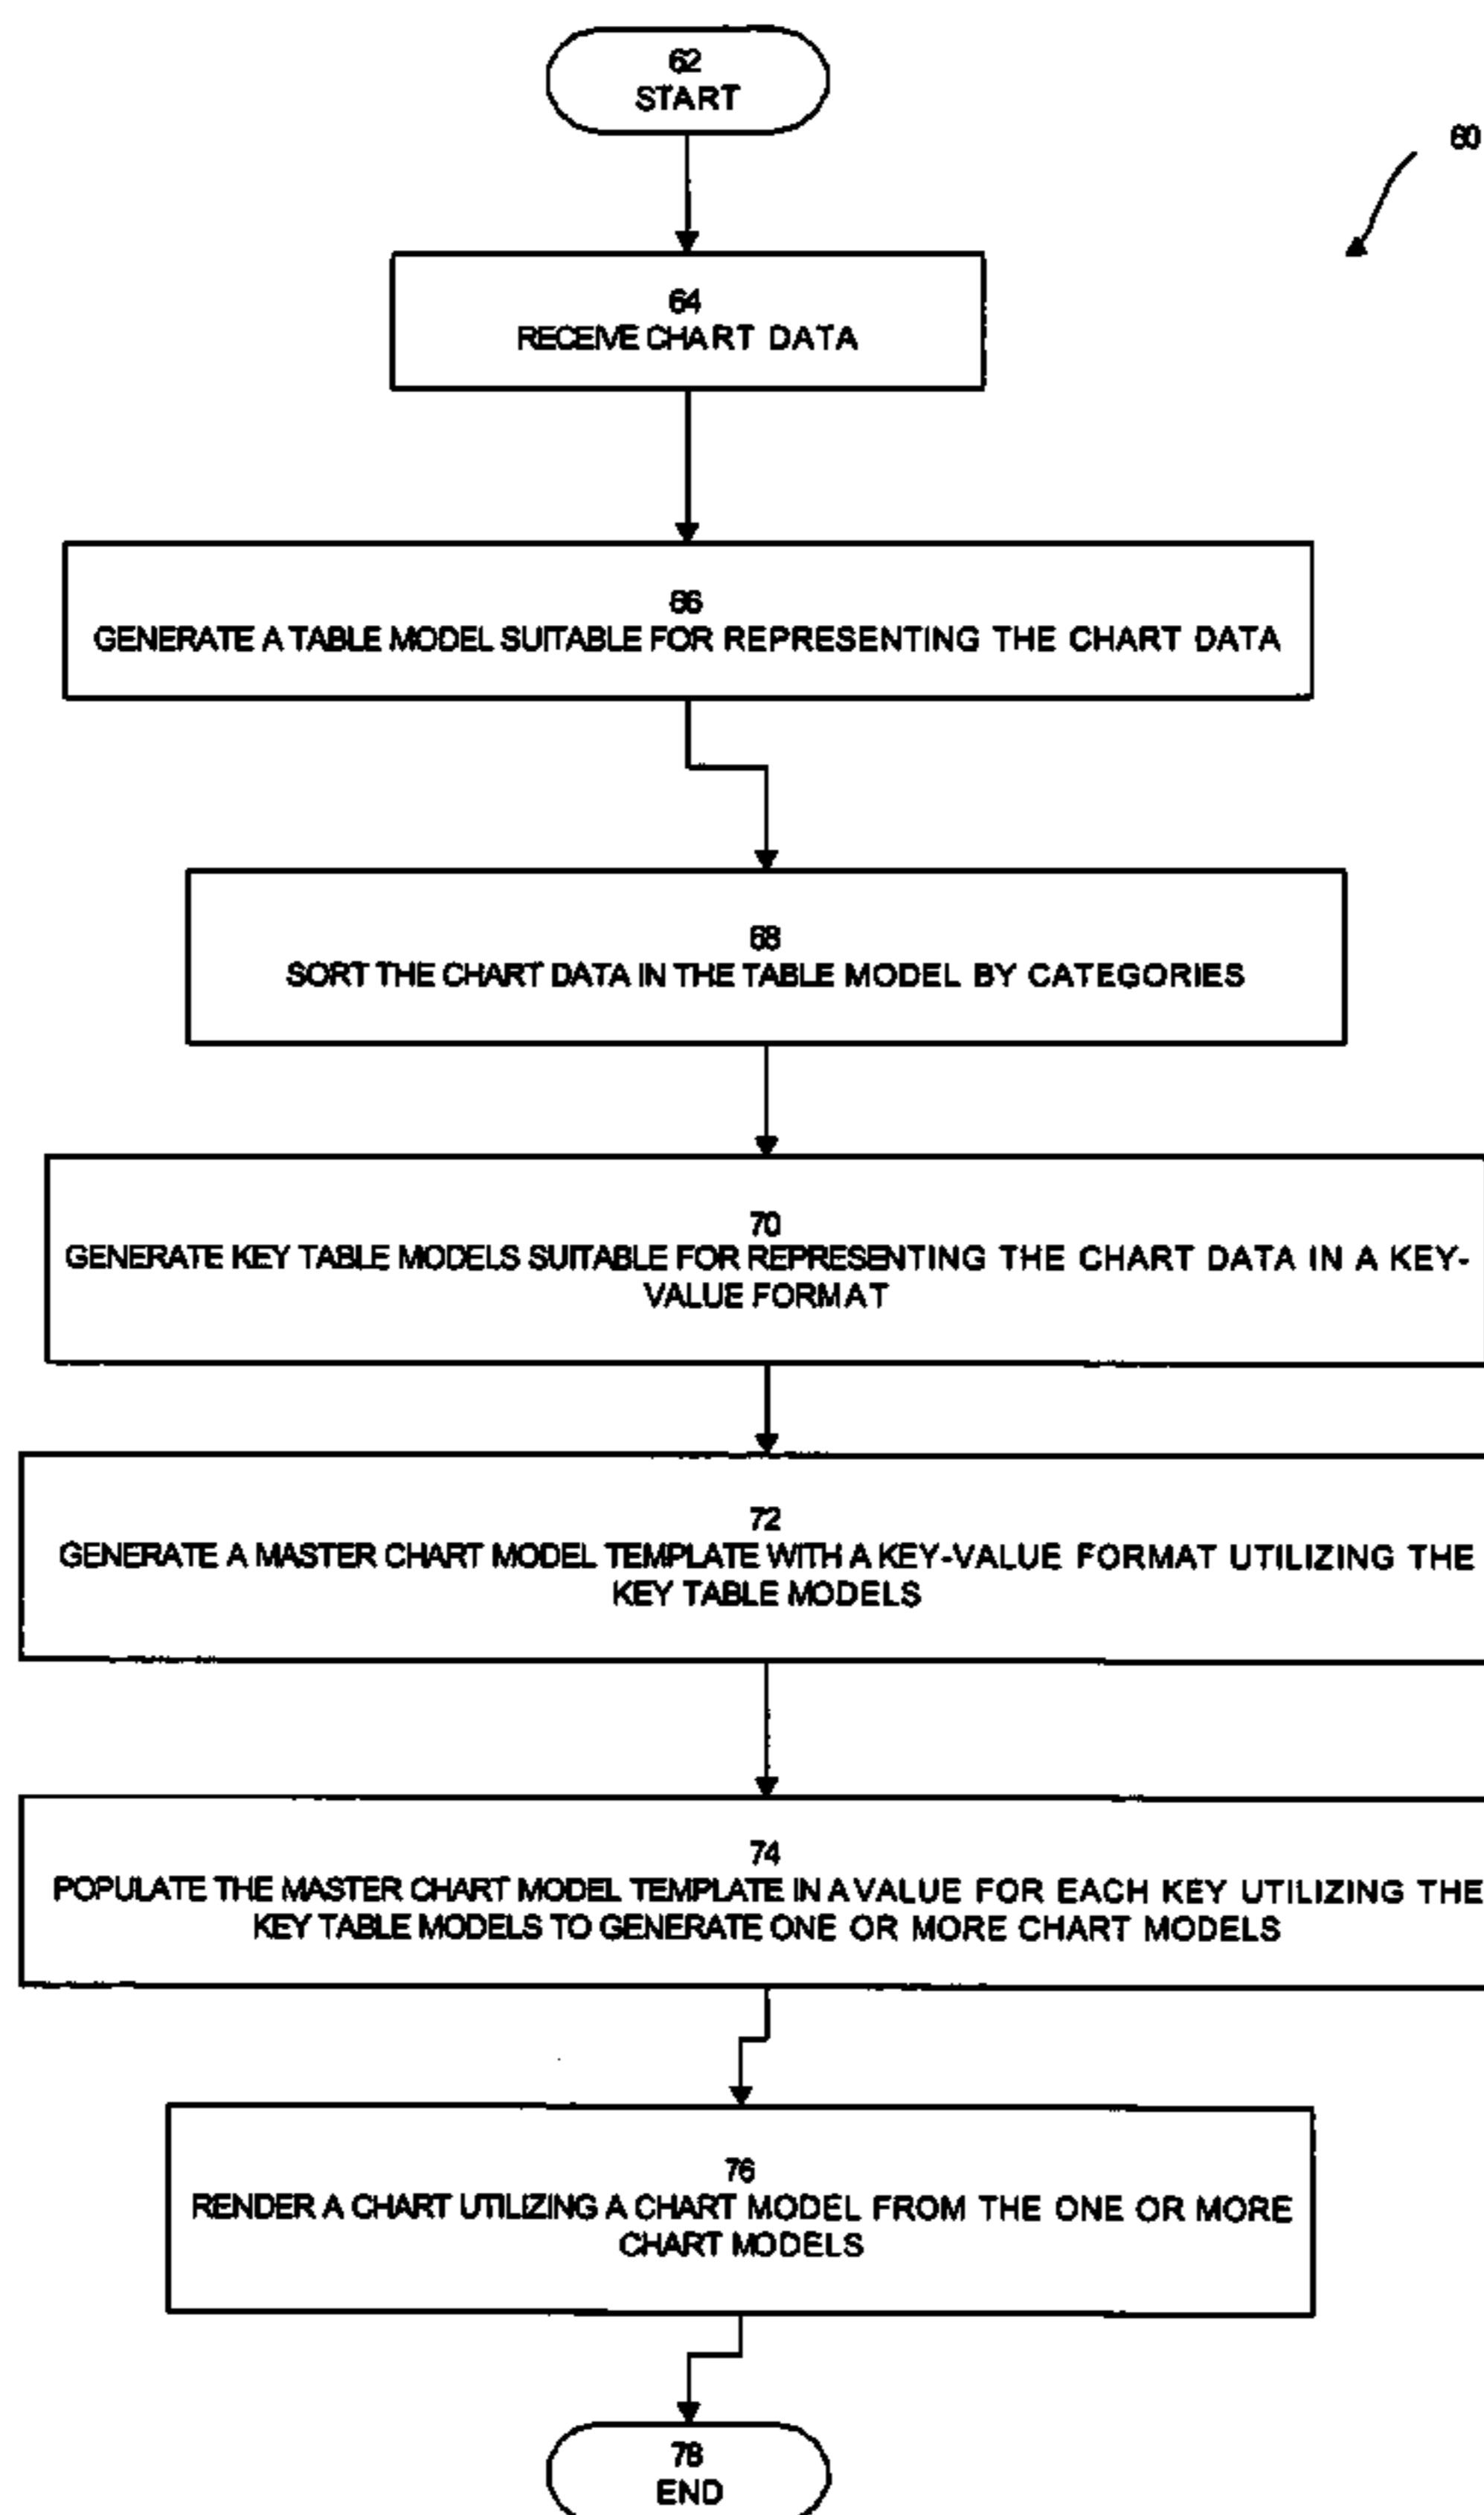 62
START
60
64
RECEIVE CHART DATA
66
GENERATE A TABLE MODEL SUITABLE FOR REPRESENTING THE CHART DATA
68
SORT THE CHART DATA IN THE TABLE MODEL BY CATEGORIES
70
GENERATE KEY TABLE MODELS SUITABLE FOR REPRESENTING THE CHART DATA IN A KEY-
VALUE FORMAT
72
GENERATE A MASTER CHART MODEL TEMPLATE WITH A KEY-VALUE FORMAT UTILIZING THE
KEY TABLE MODELS
74
POPULATE THE MASTER CHART MODEL TEMPLATE IN A VALUE FOR EACH KEY UTILIZING THE
KEY TABLE MODELS TO GENERATE ONE OR MORE CHART MODELS
76
RENDER A CHART UTILIZING A CHART MODEL FROM THE ONE OR MORE
CHART MODELS
78
END